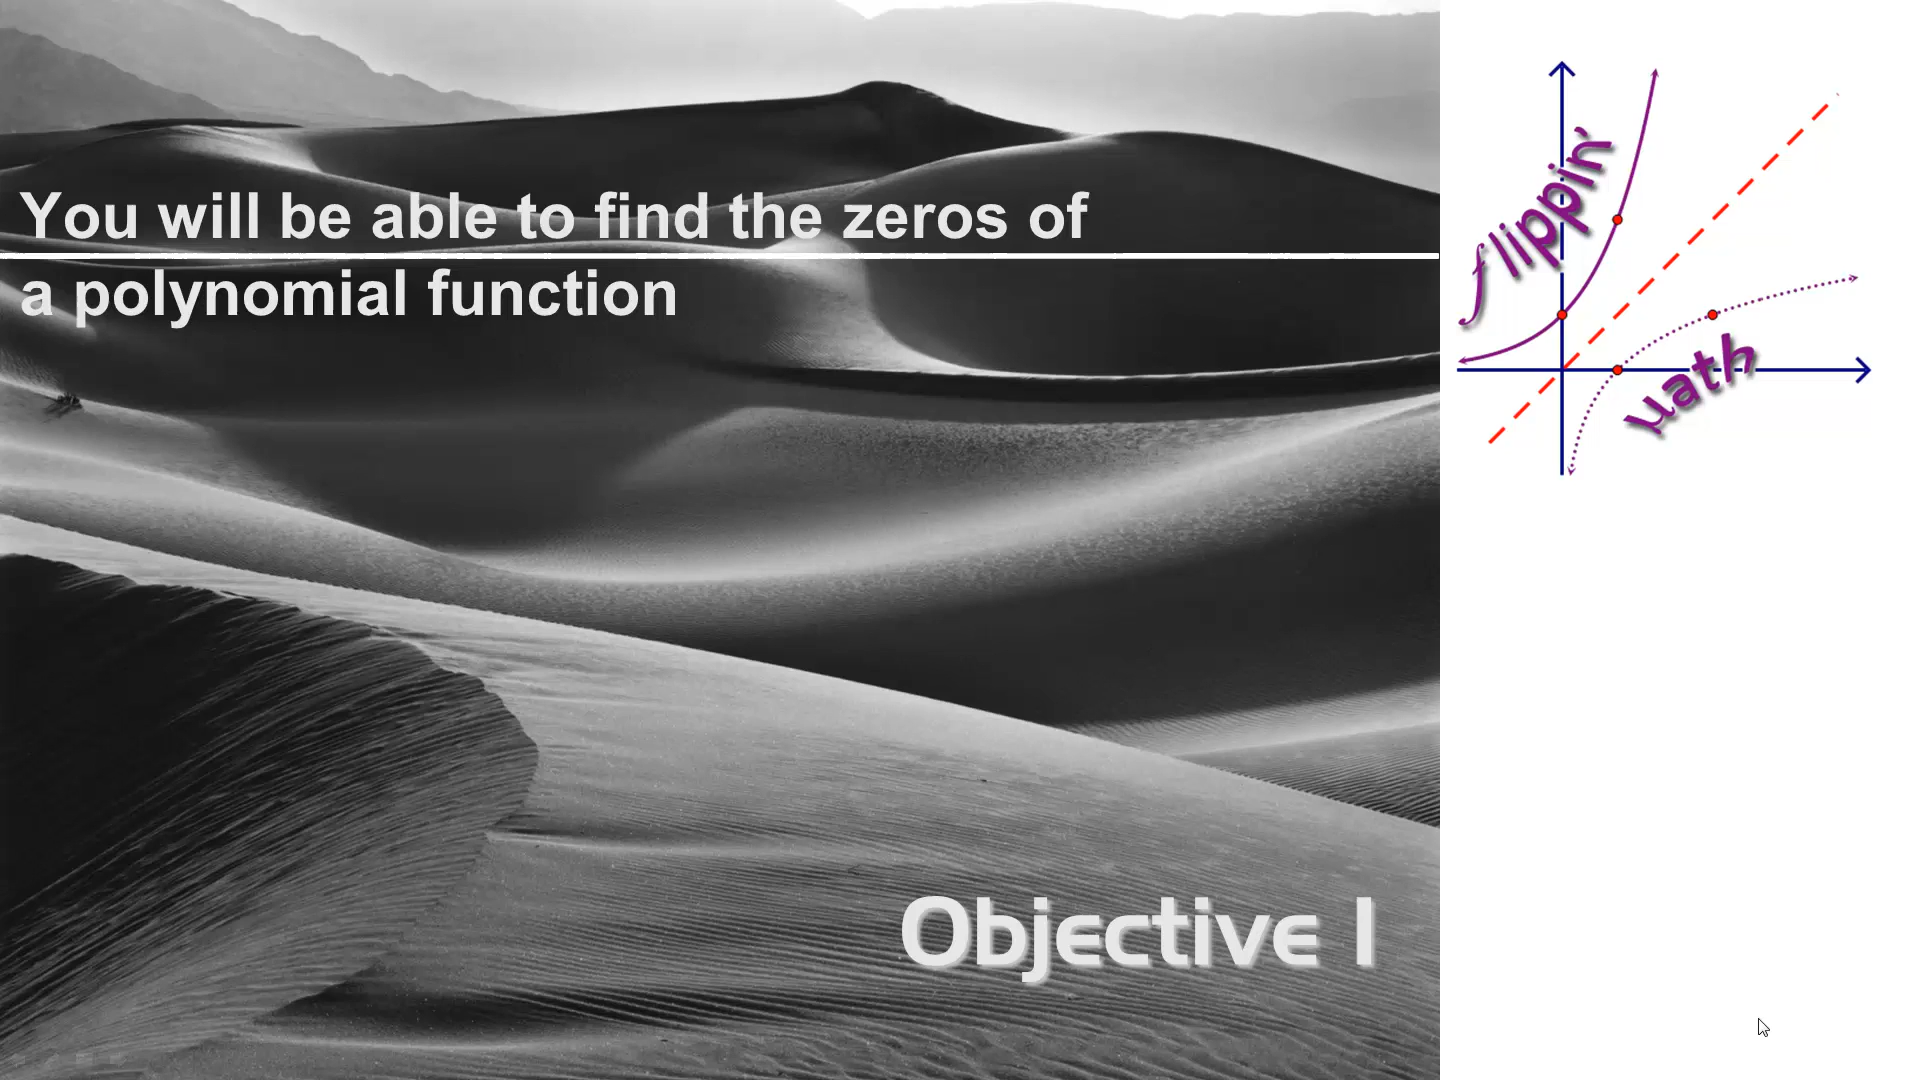 You will be able to find the zeros of
a polynomial function
flippin'
math
Objective 1